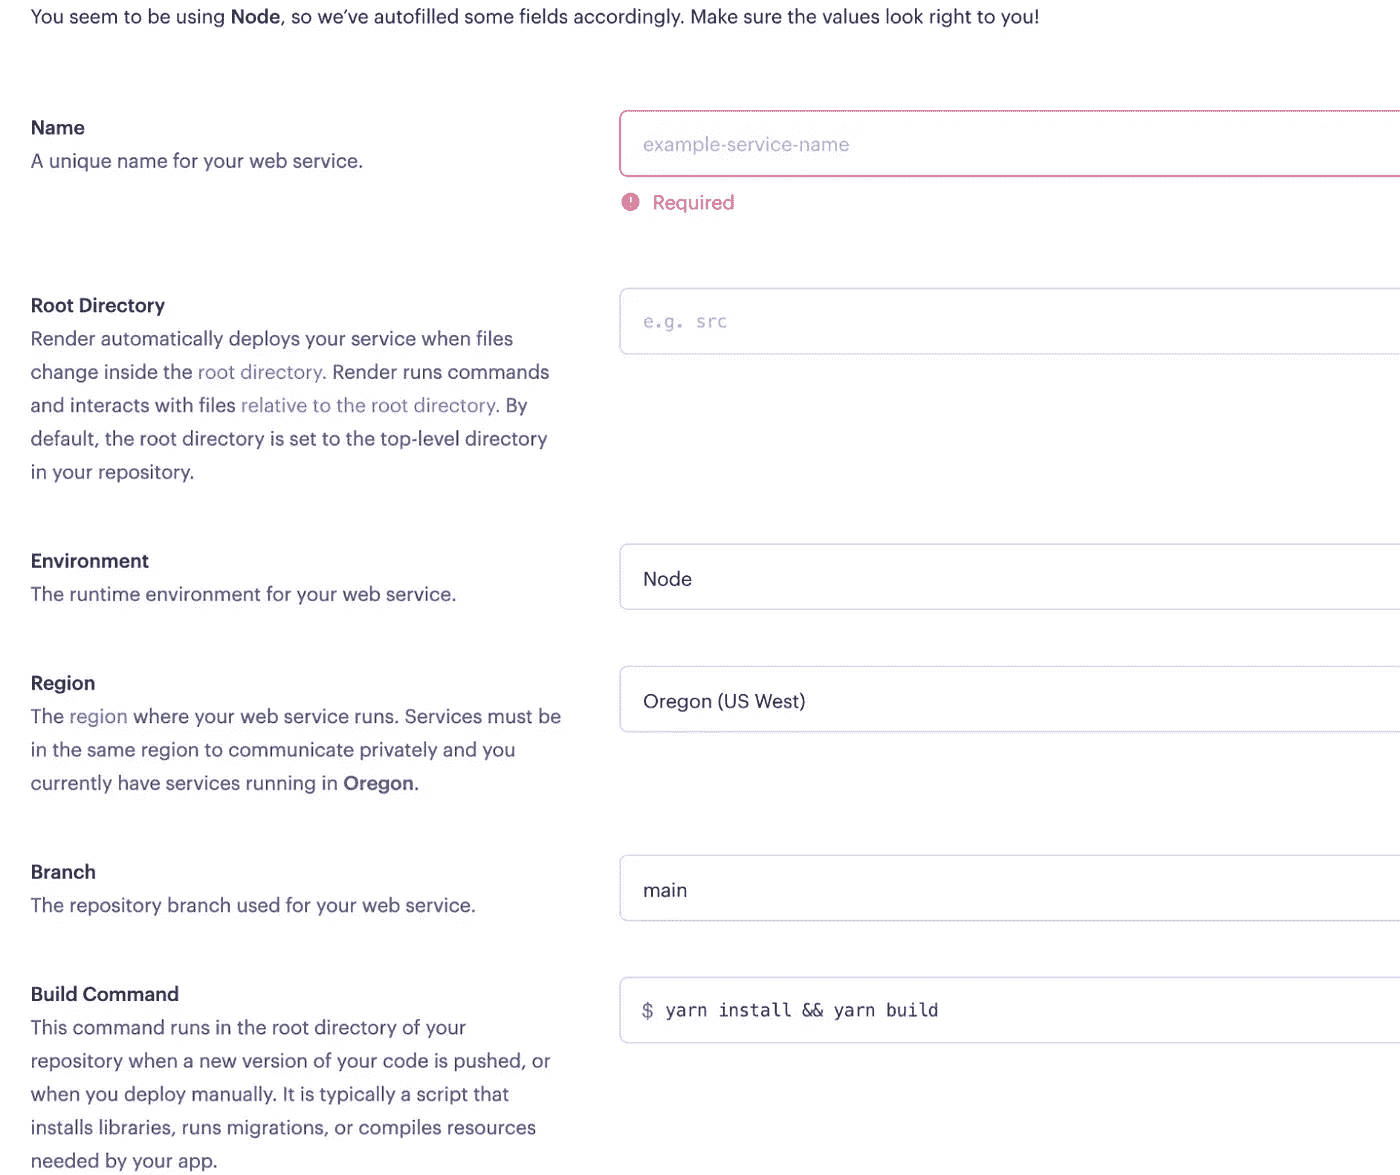 You seem to be using Node, so we've autofilled some fields accordingly. Make sure the values look right to you!
Name
A unique name for your web service.
example-service-name
Required
Root Directory
Render automatically deploys your service when files
change inside the root directory. Render runs commands
and interacts with files relative to the root directory. By
default, the root directory is set to the top-level directory
in your repository.
e.g. src
Environment
The runtime environment for your web service.
Node
Region
The region where your web service runs. Services must be
in the same region to communicate privately and you
currently have services running in Oregon.
Oregon (US West)
Branch
The repository branch used for your web service.
main
Build Command
This command runs in the root directory of your
repository when a new version of your code is pushed, or
when you deploy manually. It is typically a script that
installs libraries, runs migrations, or compiles resources
needed by your app.
$ yarn install && yarn build